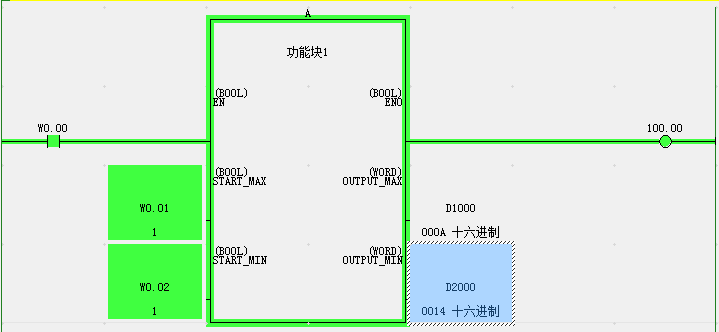 A
功能块1
(BOOL)
EN
(BOOL)
ENO
W0.00
100.00
(BOOL)
START_MAX
(WORD)
OUTPUT_MAX
W0.01
1
D1000
000A 十六进制
(BOOL)
START_MIN
(WORD)
OUTPUT_MIN
W0.02
1
D2000
0014 十六进制